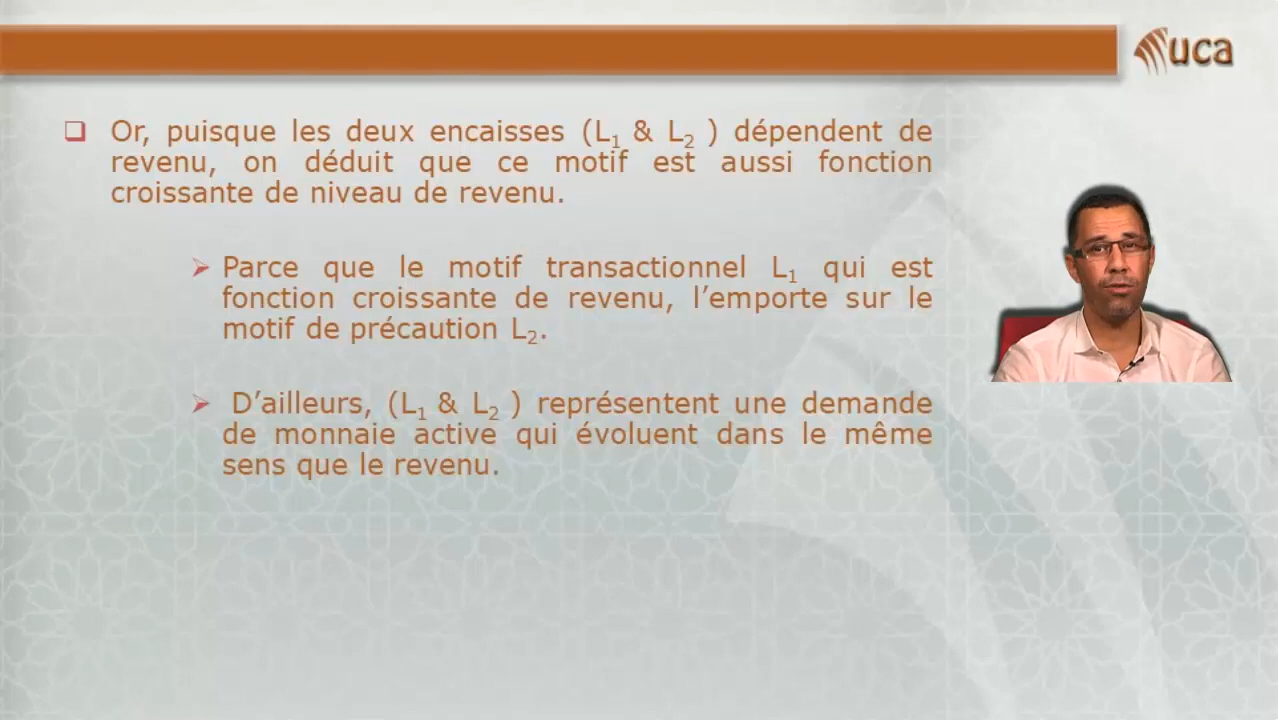 uca
Or, puisque les deux encaisses (L₁ & L₂ ) dépendent de
revenu, on déduit que ce motif est aussi fonction
croissante de niveau de revenu.
Parce que le motif transactionnel L₁ qui est
fonction croissante de revenu, l’emporte sur le
motif de précaution L₂.
D’ailleurs, (L₁ & L₂ ) représentent une demande
de monnaie active qui évoluent dans le même
sens que le revenu.